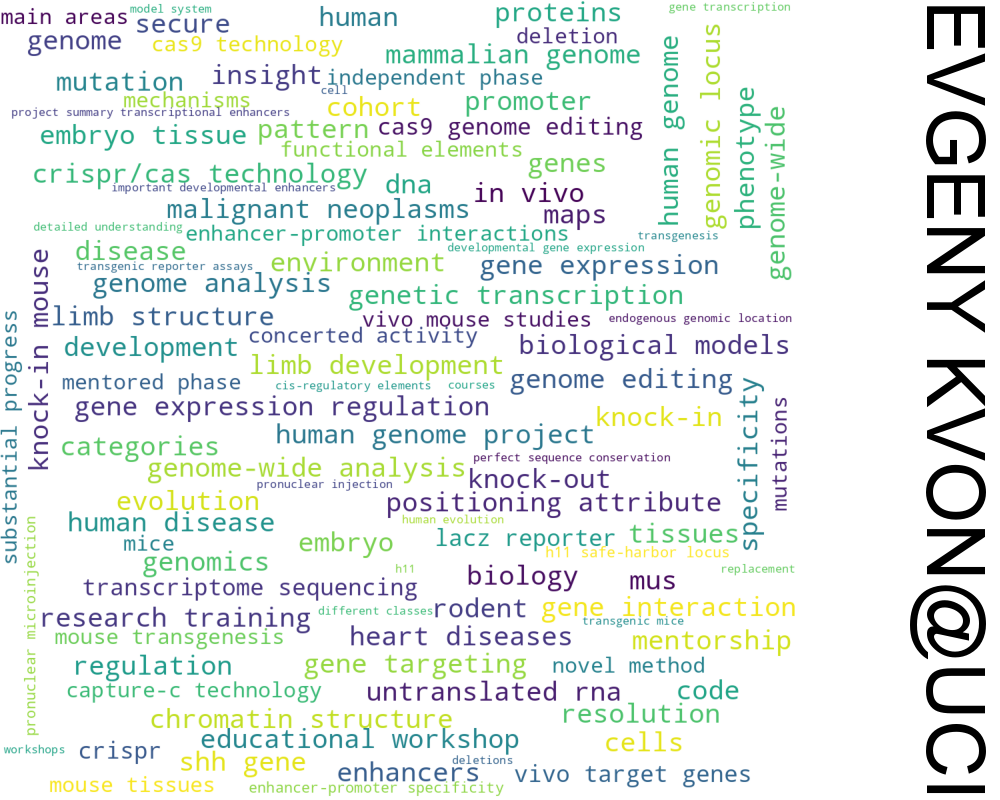 main areas
model system
secure
human
proteins
gene transcription
genome
cas9 technology
deletion
mammalian genome
mutation
insight
independent phase
cell
mechanisms
cohort
promoter
project summary transcriptional enhancers
embryo tissue
pattern
cas9 genome editing
functional elements
genes
crispr/cas technology
important developmental enhancers
dna
in vivo
malignant neoplasms
maps
human genome
genomic locus
phenotype
genome-wide
detailed understanding
enhancer-promoter interactions
transgenesis
disease
developmental gene expression
transgenic reporter assays
environment
gene expression
genome analysis
genetic transcription
knock-in mouse
limb structure
vivo mouse studies
endogenous genomic location
substantial progress
concerted activity
development
biological models
limb development
mentored phase
cis-regulatory elements
courses
genome editing
gene expression regulation
knock-in
specificity
mutations
human genome project
categories
perfect sequence conservation
genome-wide analysis
knock-out
pronuclear injection
evolution
positioning attribute
human disease
human evolution
lacz reporter
tissues
mice
embryo
h11 safe-harbor locus
genomics
h11
biology
mus
replacement
transcriptome sequencing
pronuclear microinjection
research training
different classes
rodent
gene interaction
transgenic mice
mouse transgenesis
heart diseases
mentorship
regulation
gene targeting
novel method
capture-c technology
untranslated rna
code
chromatin structure
resolution
educational workshop
cells
workshops
crispr
shh gene
deletions
enhancers
vivo target genes
mouse tissues
enhancer-promoter specificity
EVGENY KVON@UCI